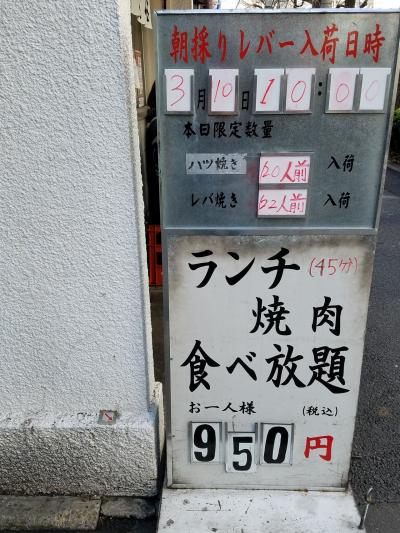 朝採りレバー入荷日時
3月10日10:00
本日限定数量
ハツ焼き 20人前 入荷
レバ焼き 22人前 入荷
ランチ(45分)
焼肉
食べ放題
お一人様 (税込)
950円